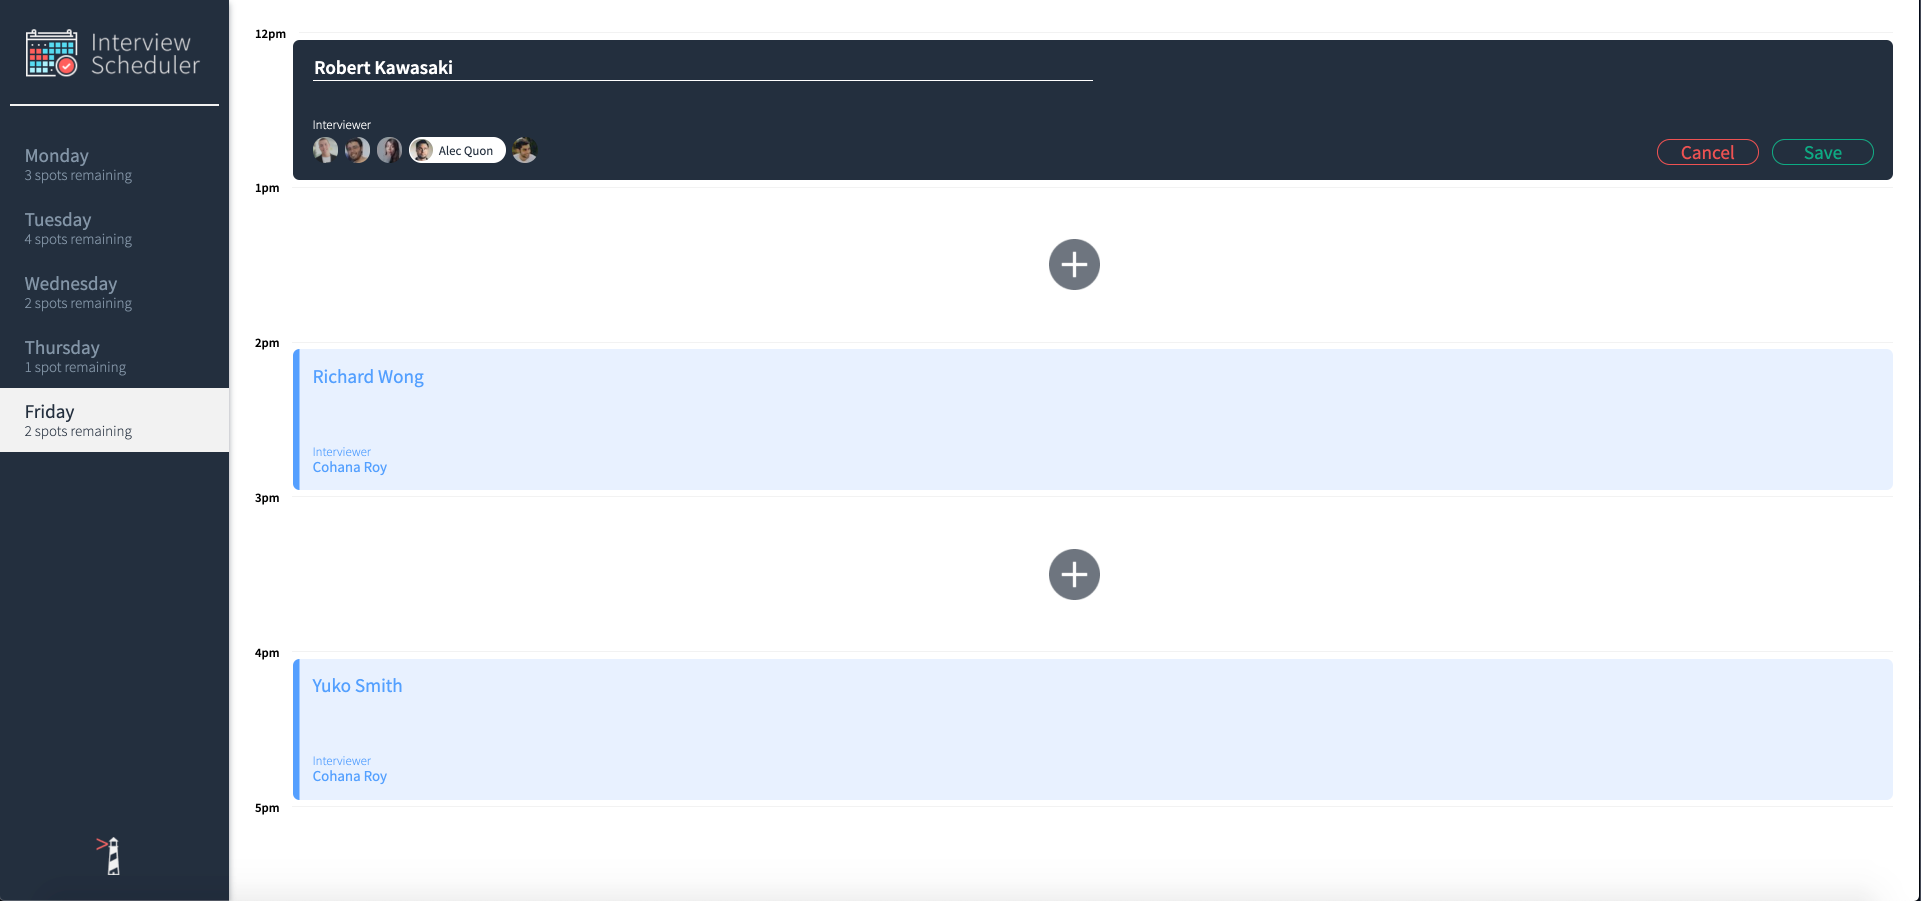 Interview
Scheduler
Monday
3 spots remaining
Tuesday
4 spots remaining
Wednesday
2 spots remaining
Thursday
1 spot remaining
Friday
2 spots remaining
12pm
Robert Kawasaki
Interviewer
Alec Quon
Cancel
Save
1pm
2pm
Richard Wong
Interviewer
Cohana Roy
3pm
4pm
Yuko Smith
Interviewer
Cohana Roy
5pm